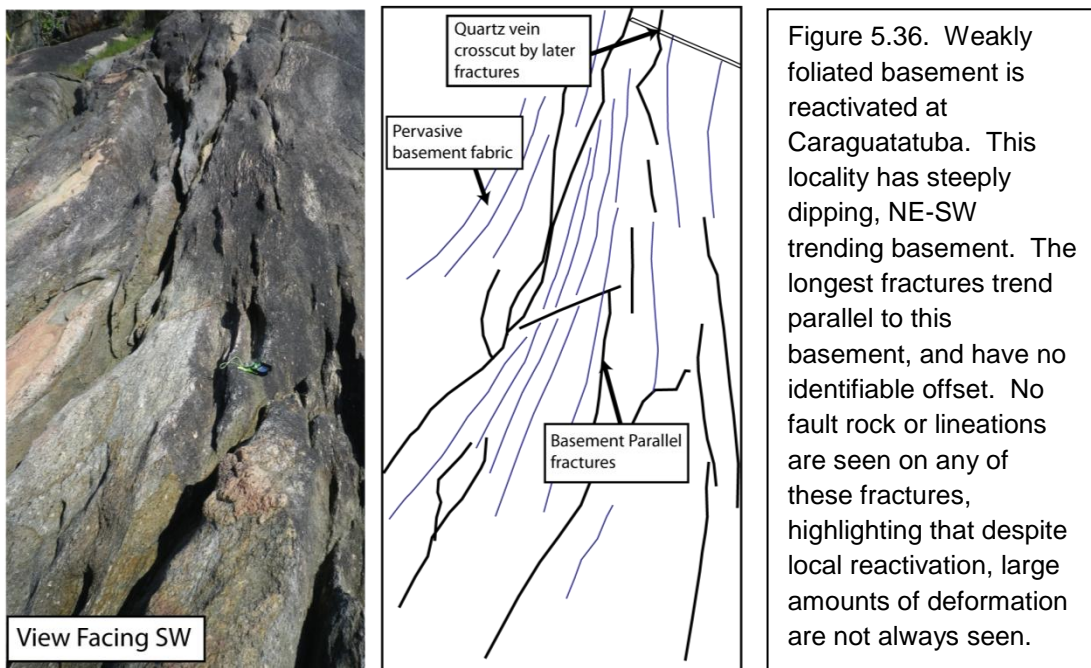 View Facing SW
Quartz vein
crosscut by later
fractures
Pervasive
basement fabric
Basement Parallel
fractures
Figure 5.36.  Weakly
foliated basement is
reactivated at
Caraguatatuba.  This
locality has steeply
dipping, NE-SW
trending basement.  The
longest fractures trend
parallel to this
basement, and have no
identifiable offset.  No
fault rock or lineations
are seen on any of
these fractures,
highlighting that despite
local reactivation, large
amounts of deformation
are not always seen.